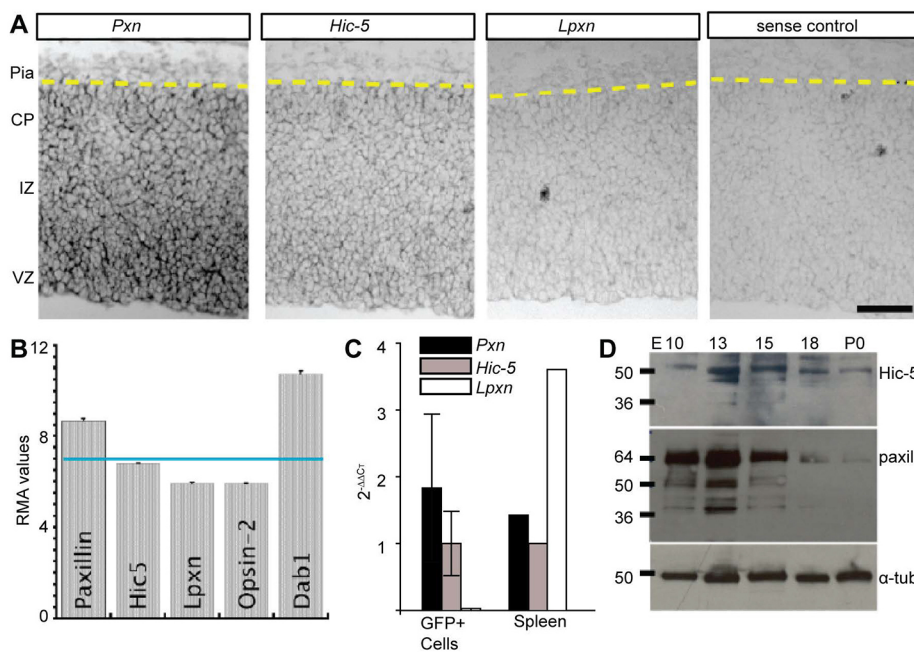 A
Pxn
Hic-5
Lpxn
sense control
Pia
CP
IZ
VZ
B
12
8
4
0
RMA values
Paxillin
Hic5
Lpxn
Opsin-2
Dab1
C
4
3
2
1
2^-ΔΔCT
Pxn
Hic-5
Lpxn
GFP+
Cells
Spleen
D
E 10 13 15 18 P0
50
36
Hic-5
64
50
36
paxil
50
α-tub